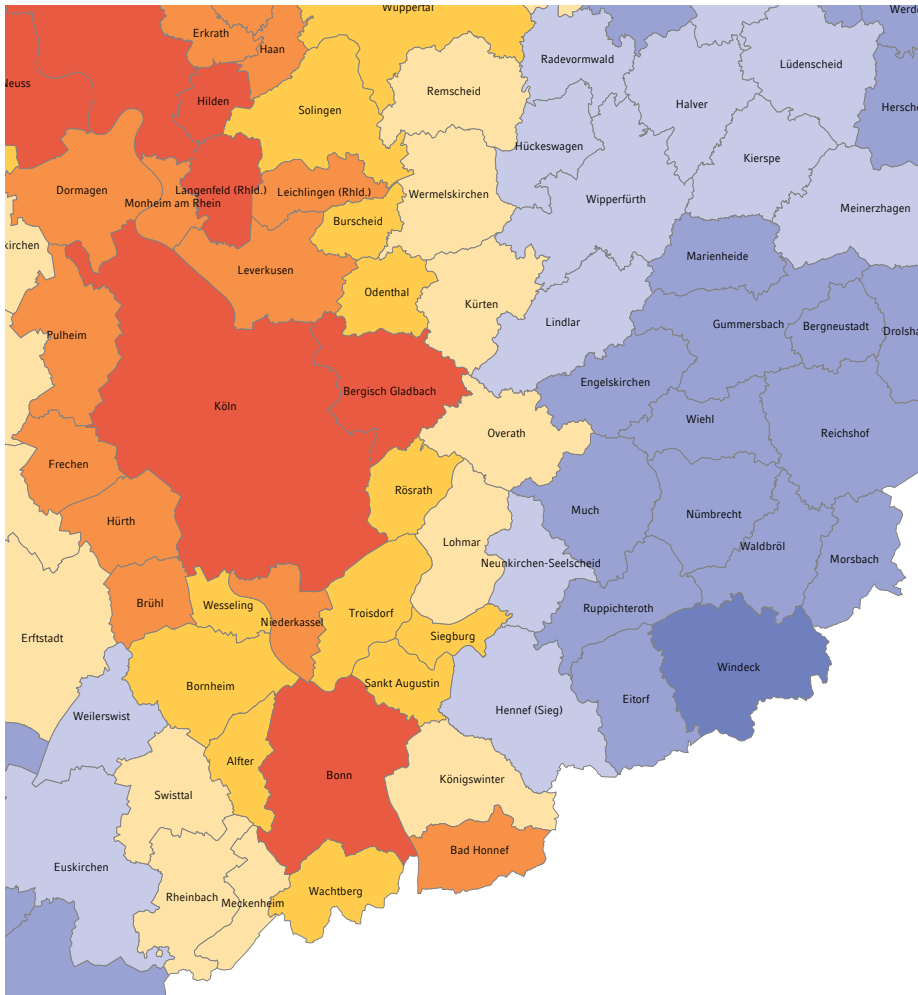 Wuppertal
Erkrath
Haan
Radevormwald
Lüdenscheid
Neuss
Hilden
Remscheid
Solingen
Halver
Hückeswagen
Kierspe
Dormagen
Langenfeld (Rhld.)
Leichlingen (Rhld.)
Monheim am Rhein
Wermelskirchen
Wipperfürth
Meinerzhagen
Burscheid
kirchen
Marienheide
Leverkusen
Odenthal
Kürten
Lindlar
Gummersbach
Bergneustadt
Drolsha
Pulheim
Engelskirchen
Bergisch Gladbach
Köln
Wiehl
Overath
Reichshof
Frechen
Rösrath
Much
Nümbrecht
Hürth
Lohmar
Waldbröl
Neunkirchen-Seelscheid
Morsbach
Brühl
Wesseling
Ruppichteroth
Troisdorf
Niederkassel
Siegburg
Erftstadt
Windeck
Sankt Augustin
Bornheim
Eitorf
Hennef (Sieg)
Weilerswist
Alfter
Bonn
Königswinter
Swisttal
Bad Honnef
Euskirchen
Wachtberg
Rheinbach
Meckenheim